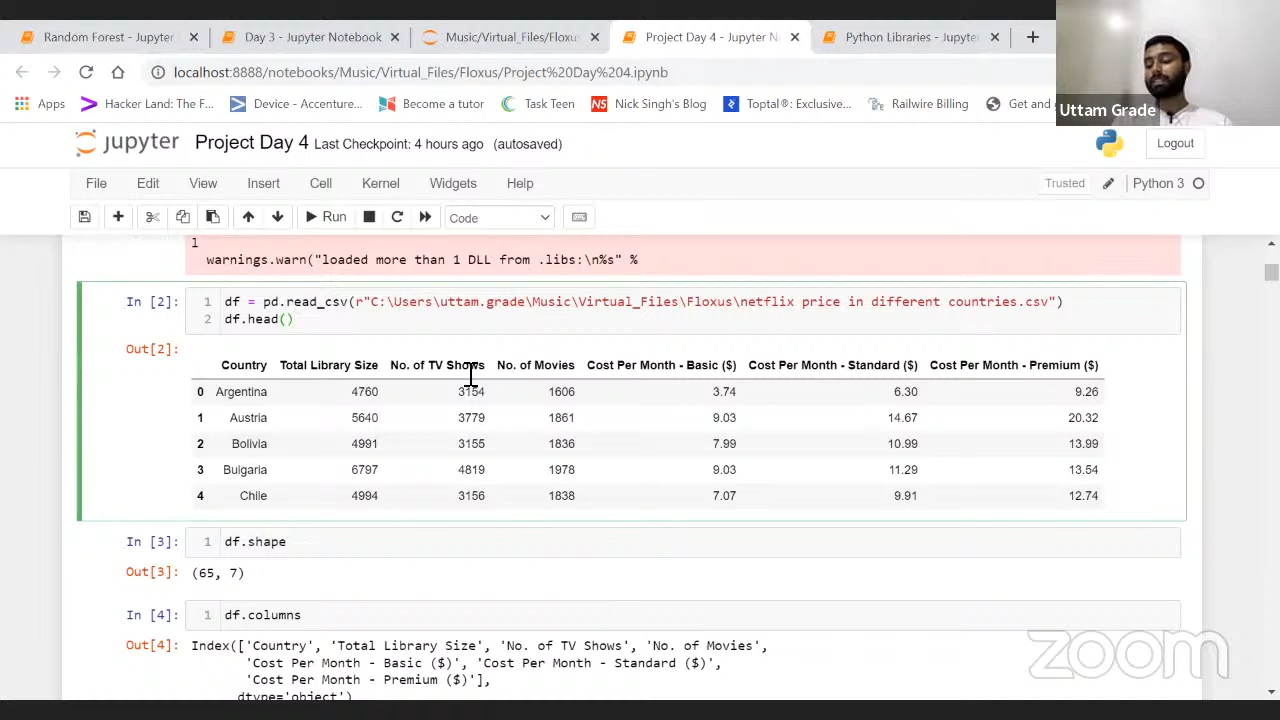 Random Forest - Jupyter
Day 3 - Jupyter Notebook
Music/Virtual_Files/Floxus
Project Day 4 - Jupyter N
Python Libraries - Jupyte
localhost:8888/notebooks/Music/Virtual_Files/Floxus/Project%20Day%204.ipynb
Apps
Hacker Land: The F...
Device - Accenture...
Become a tutor
Task Teen
NS Nick Singh's Blog
Toptal®: Exclusive...
Railwire Billing
Get and
Uttam Grade
jupyter Project Day 4 Last Checkpoint: 4 hours ago (autosaved)
Logout
File Edit View Insert Cell Kernel Widgets Help
Trusted Python 3
Run Code
l
warnings.warn("loaded more than 1 DLL from .libs:\n%s" %
In [2]: 1 df = pd.read_csv(r"C:\Users\uttam.grade\Music\Virtual_Files\Floxus\netflix price in different countries.csv")
2 df.head()
Out[2]:
Country Total Library Size No. of TV Shows No. of Movies Cost Per Month - Basic ($) Cost Per Month - Standard ($) Cost Per Month - Premium ($)
0 Argentina 4760 3154 1606 3.74 6.30 9.26
1 Austria 5640 3779 1861 9.03 14.67 20.32
2 Bolivia 4991 3155 1836 7.99 10.99 13.99
3 Bulgaria 6797 4819 1978 9.03 11.29 13.54
4 Chile 4994 3156 1838 7.07 9.91 12.74
In [3]: 1 df.shape
Out[3]: (65, 7)
In [4]: 1 df.columns
Out[4]: Index(['Country', 'Total Library Size', 'No. of TV Shows', 'No. of Movies',
'Cost Per Month - Basic ($)', 'Cost Per Month - Standard ($)',
'Cost Per Month - Premium ($)'],
dtype='object')
zoom